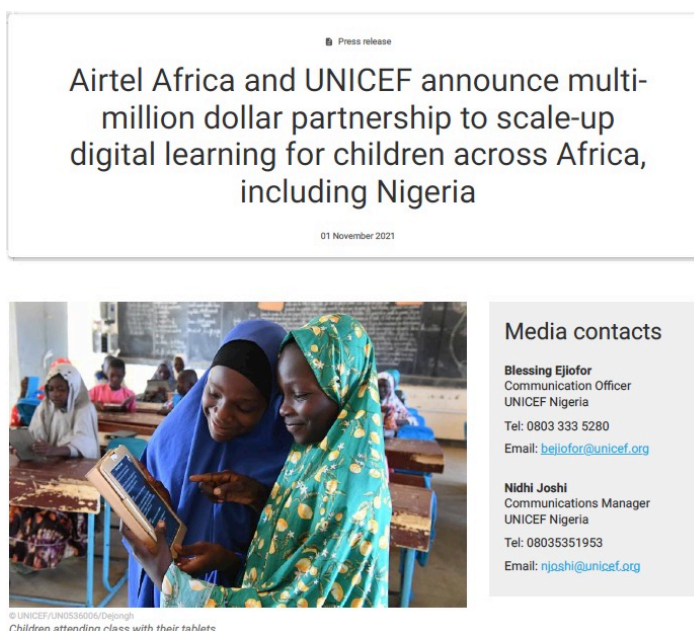 Press release
Airtel Africa and UNICEF announce multi-
million dollar partnership to scale-up
digital learning for children across Africa,
including Nigeria
01 November 2021
Media contacts
Blessing Ejiofor
Communication Officer
UNICEF Nigeria
Tel: 0803 333 5280
Email: bejiofor@unicef.org
Nidhi Joshi
Communications Manager
UNICEF Nigeria
Tel: 08035351953
Email: njoshi@unicef.org
© UNICEF/UN0536006/Dejongh
Children attending class with their tablets